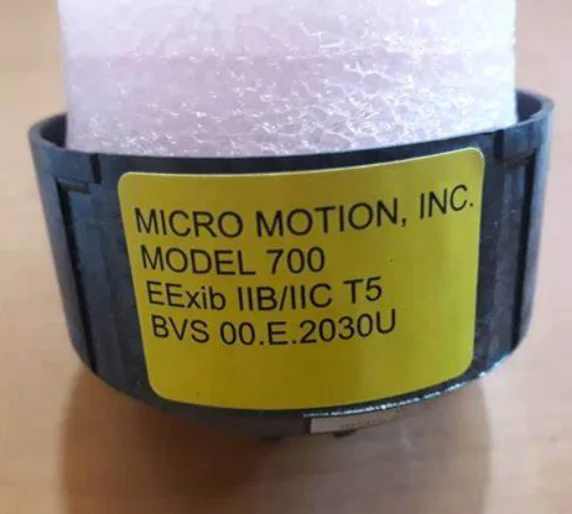 MICRO MOTION, INC.
MODEL 700
EExib IIB/IIC T5
BVS 00.E.2030U